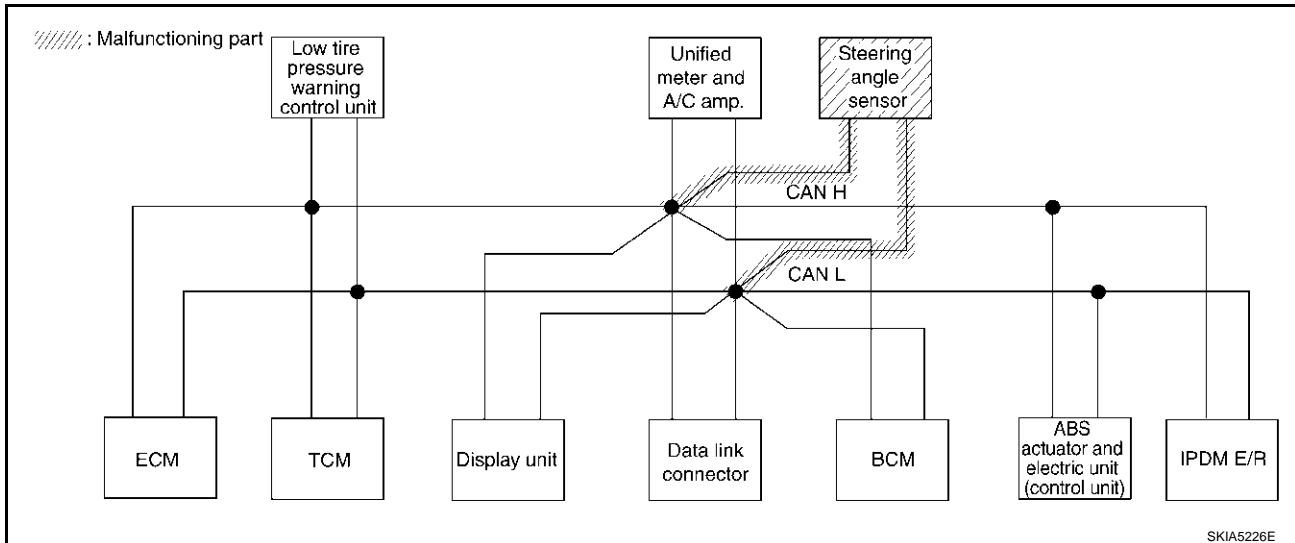 : Malfunctioning part
Low tire
pressure
warning
control unit
Unified
meter and
A/C amp.
Steering
angle
sensor
CAN H
CAN L
ECM
TCM
Display unit
Data link
connector
BCM
ABS
actuator and
electric unit
(control unit)
IPDM E/R
SKIA5226E